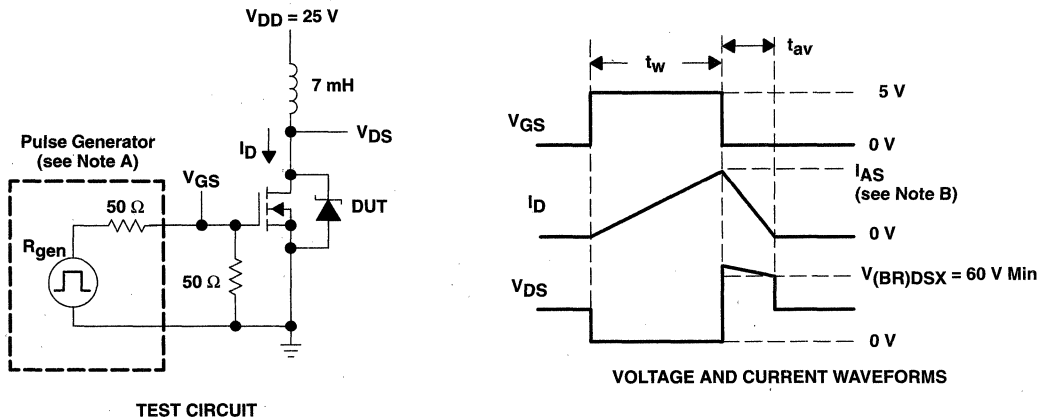 V_DD = 25 V
7 mH
V_DS
Pulse Generator
(see Note A)
I_D
V_GS
50 Ω
DUT
R_gen
50 Ω
TEST CIRCUIT
t_w
t_av
5 V
V_GS
0 V
I_AS
(see Note B)
I_D
0 V
V_(BR)DSX = 60 V Min
V_DS
0 V
VOLTAGE AND CURRENT WAVEFORMS